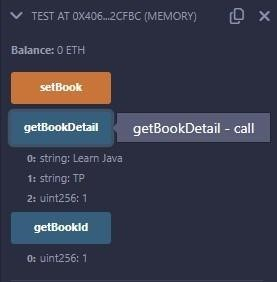 TEST AT 0X406...2CFBC (MEMORY)
Balance: 0 ETH
setBook
getBookDetail
getBookDetail - call
0: string: Learn Java
1: string: TP
2: uint256: 1
getBookId
0: uint256: 1